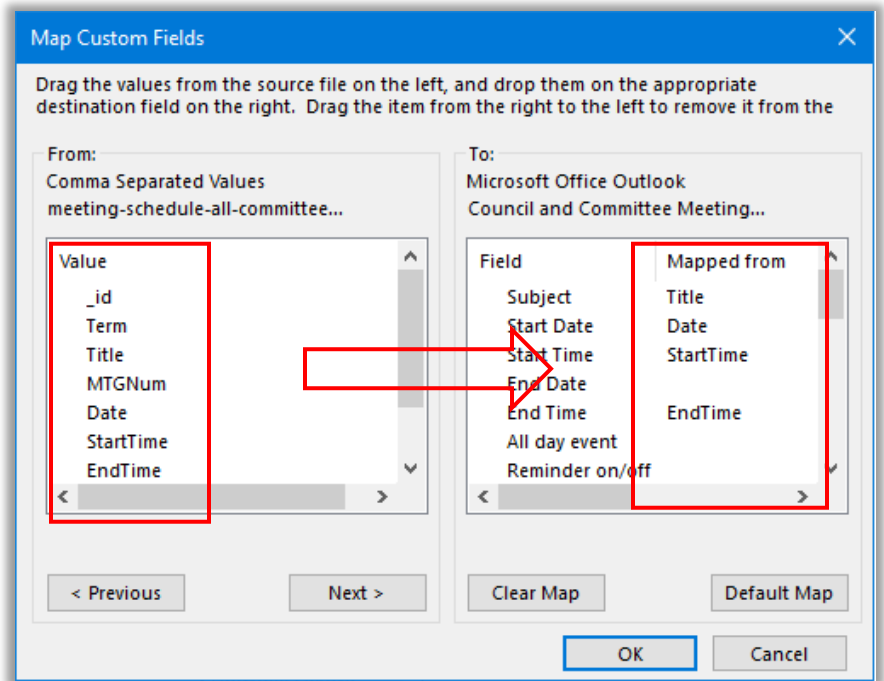 Map Custom Fields
Drag the values from the source file on the left, and drop them on the appropriate
destination field on the right.  Drag the item from the right to the left to remove it from the
From:
Comma Separated Values
meeting-schedule-all-committee...
Value
_id
Term
Title
MTGNum
Date
StartTime
EndTime
< Previous
Next >
To:
Microsoft Office Outlook
Council and Committee Meeting...
Field Mapped from
Subject Title
Start Date Date
Start Time StartTime
End Date
End Time EndTime
All day event
Reminder on/off
Clear Map
Default Map
OK
Cancel